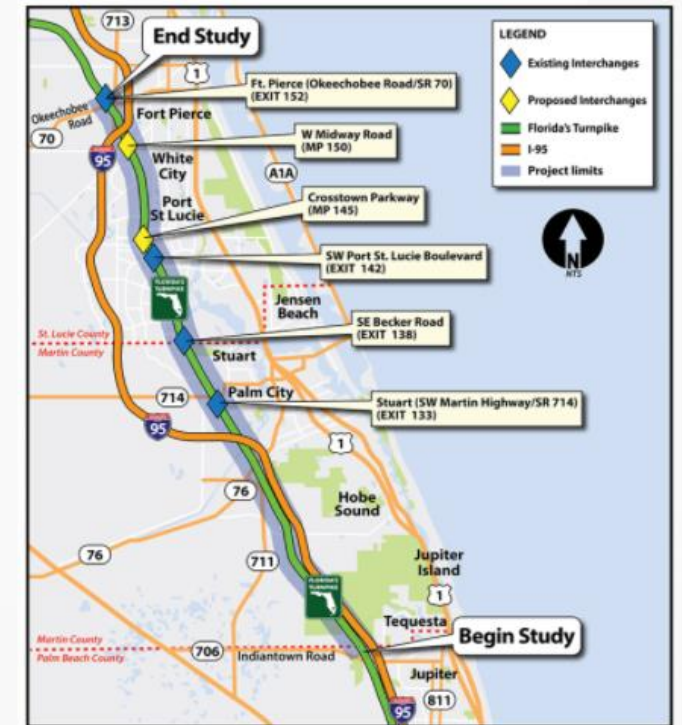 713
End Study
1
LEGEND
Existing Interchanges
Proposed Interchanges
Florida's Turnpike
I-95
Project limits
Ft. Pierce (Okeechobee Road/SR 70)
(EXIT 152)
Okeechobee
Road
70
Fort Pierce
95
W Midway Road
(MP 150)
White
City
A1A
Port
St Lucie
Crosstown Parkway
(MP 145)
N
NTS
SW Port St. Lucie Boulevard
(EXIT 142)
FLORIDA'S
TURNPIKE
Jensen
Beach
St. Lucie County
Martin County
SE Becker Road
(EXIT 138)
Stuart
714
Palm City
Stuart (SW Martin Highway/SR 714)
(EXIT 133)
95
1
76
Hobe
Sound
76
711
Jupiter
Island
FLORIDA'S
TURNPIKE
1
Tequesta
Begin Study
Martin County
Palm Beach County
706
Indiantown Road
Jupiter
811
95